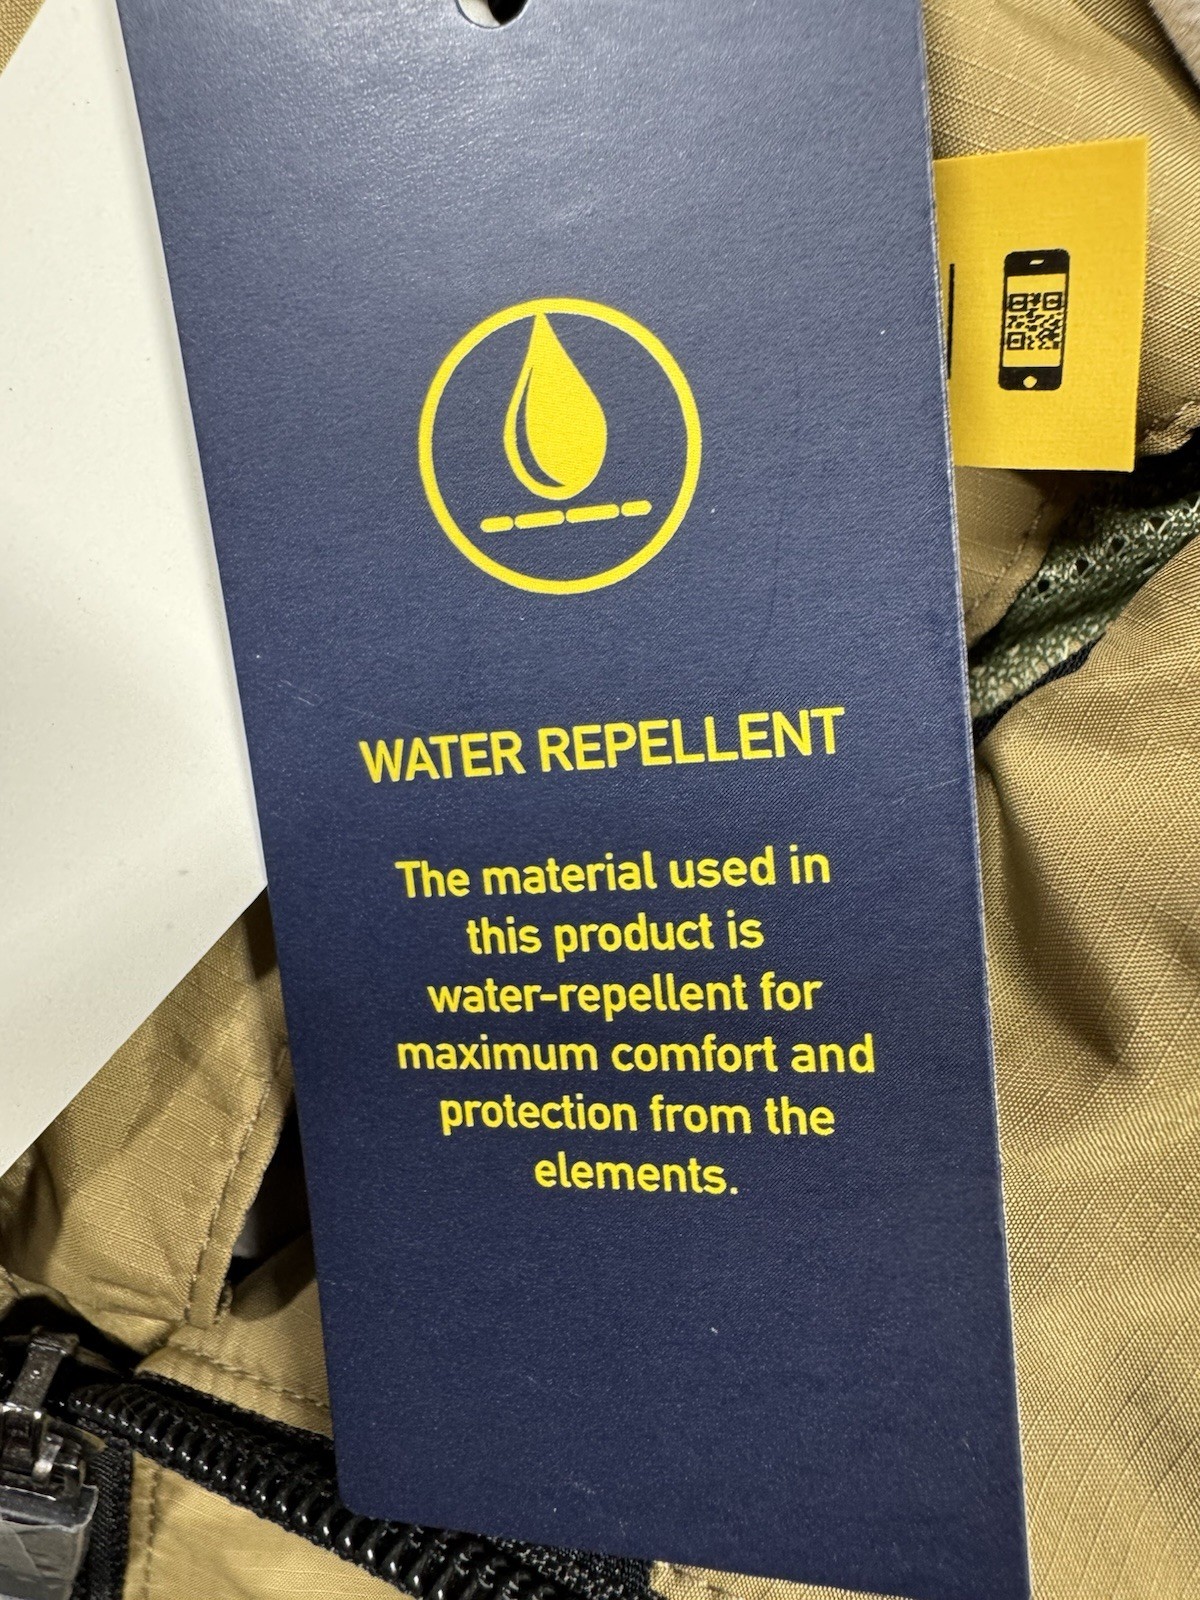 WATER REPELLENT
The material used in
this product is
water-repellent for
maximum comfort and
protection from the
elements.